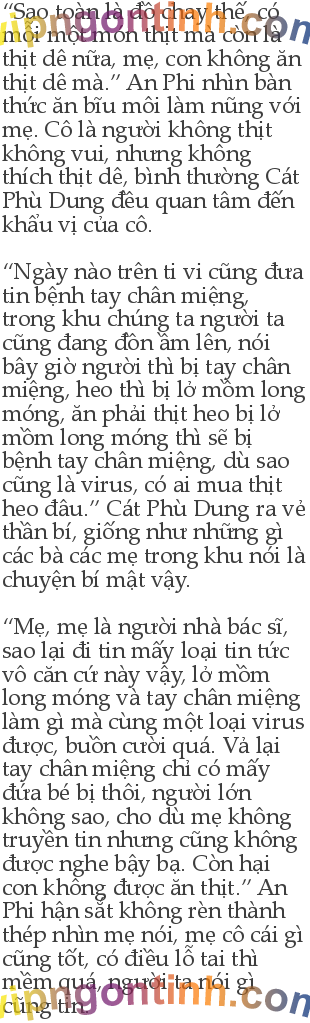 “Sao toàn là đồ chay thế, có
mỗi một món thịt mà còn là
thịt dê nữa, mẹ, con không ăn
thịt dê mà.” An Phi nhìn bàn
thức ăn bĩu môi làm nũng với
mẹ. Cô là người không thịt
không vui, nhưng không
thích thịt dê, bình thường Cát
Phù Dung đều quan tâm đến
khẩu vị của cô.
“Ngày nào trên ti vi cũng đưa
tin bệnh tay chân miệng,
trong khu chúng ta người ta
cũng đang đồn ầm lên, nói
bây giờ người thì bị tay chân
miệng, heo thì bị lở mồm long
móng, ăn phải thịt heo bị lở
mồm long móng thì sẽ bị
bệnh tay chân miệng, dù sao
cũng là virus, có ai mua thịt
heo đâu.” Cát Phù Dung ra vẻ
thần bí, giống như những gì
các bà các mẹ trong khu nói là
chuyện bí mật vậy.
“Mẹ, mẹ là người nhà bác sĩ,
sao lại đi tin mấy loại tin tức
vô căn cứ này vậy, lở mồm
long móng và tay chân miệng
làm gì mà cùng một loại virus
được, buồn cười quá. Vả lại
tay chân miệng chỉ có mấy
đứa bé bị thôi, người lớn
không sao, cho dù mẹ không
truyền tin nhưng cũng không
được nghe bậy bạ. Còn hại
con không được ăn thịt.” An
Phi hận sắt không rèn thành
thép nhìn mẹ nói, mẹ cô cái gì
cũng tốt, có điều lỗ tai thì
mềm quá, người ta nói gì
cũng tin.
vipngontinh.com